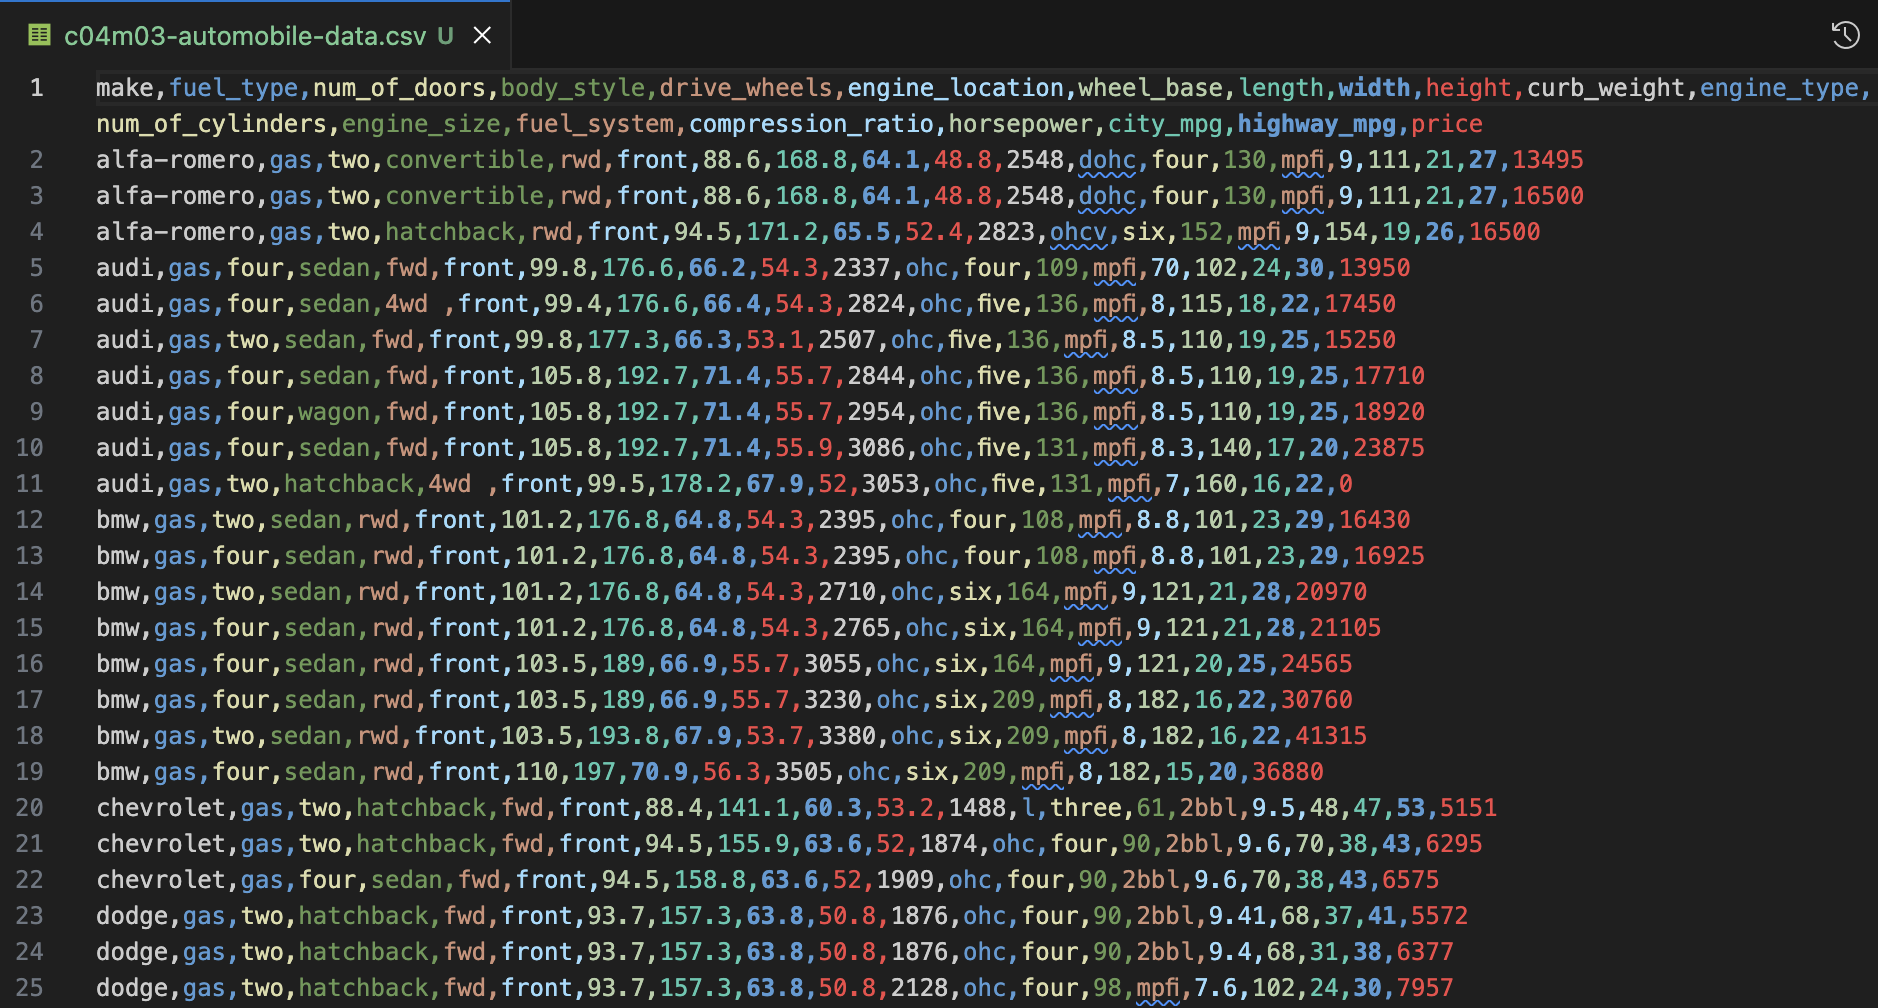 c04m03-automobile-data.csv U
1 make,fuel_type,num_of_doors,body_style,drive_wheels,engine_location,wheel_base,length,width,height,curb_weight,engine_type,
num_of_cylinders,engine_size,fuel_system,compression_ratio,horsepower,city_mpg,highway_mpg,price
2 alfa-romero,gas,two,convertible,rwd,front,88.6,168.8,64.1,48.8,2548,dohc,four,130,mpfi,9,111,21,27,13495
3 alfa-romero,gas,two,convertible,rwd,front,88.6,168.8,64.1,48.8,2548,dohc,four,130,mpfi,9,111,21,27,16500
4 alfa-romero,gas,two,hatchback,rwd,front,94.5,171.2,65.5,52.4,2823,ohcv,six,152,mpfi,9,154,19,26,16500
5 audi,gas,four,sedan,fwd,front,99.8,176.6,66.2,54.3,2337,ohc,four,109,mpfi,70,102,24,30,13950
6 audi,gas,four,sedan,4wd ,front,99.4,176.6,66.4,54.3,2824,ohc,five,136,mpfi,8,115,18,22,17450
7 audi,gas,two,sedan,fwd,front,99.8,177.3,66.3,53.1,2507,ohc,five,136,mpfi,8.5,110,19,25,15250
8 audi,gas,four,sedan,fwd,front,105.8,192.7,71.4,55.7,2844,ohc,five,136,mpfi,8.5,110,19,25,17710
9 audi,gas,four,wagon,fwd,front,105.8,192.7,71.4,55.7,2954,ohc,five,136,mpfi,8.5,110,19,25,18920
10 audi,gas,four,sedan,fwd,front,105.8,192.7,71.4,55.9,3086,ohc,five,131,mpfi,8.3,140,17,20,23875
11 audi,gas,two,hatchback,4wd ,front,99.5,178.2,67.9,52,3053,ohc,five,131,mpfi,7,160,16,22,0
12 bmw,gas,two,sedan,rwd,front,101.2,176.8,64.8,54.3,2395,ohc,four,108,mpfi,8.8,101,23,29,16430
13 bmw,gas,four,sedan,rwd,front,101.2,176.8,64.8,54.3,2395,ohc,four,108,mpfi,8.8,101,23,29,16925
14 bmw,gas,two,sedan,rwd,front,101.2,176.8,64.8,54.3,2710,ohc,six,164,mpfi,9,121,21,28,20970
15 bmw,gas,four,sedan,rwd,front,101.2,176.8,64.8,54.3,2765,ohc,six,164,mpfi,9,121,21,28,21105
16 bmw,gas,four,sedan,rwd,front,103.5,189,66.9,55.7,3055,ohc,six,164,mpfi,9,121,20,25,24565
17 bmw,gas,four,sedan,rwd,front,103.5,189,66.9,55.7,3230,ohc,six,209,mpfi,8,182,16,22,30760
18 bmw,gas,two,sedan,rwd,front,103.5,193.8,67.9,53.7,3380,ohc,six,209,mpfi,8,182,16,22,41315
19 bmw,gas,four,sedan,rwd,front,110,197,70.9,56.3,3505,ohc,six,209,mpfi,8,182,15,20,36880
20 chevrolet,gas,two,hatchback,fwd,front,88.4,141.1,60.3,53.2,1488,l,three,61,2bbl,9.5,48,47,53,5151
21 chevrolet,gas,two,hatchback,fwd,front,94.5,155.9,63.6,52,1874,ohc,four,90,2bbl,9.6,70,38,43,6295
22 chevrolet,gas,four,sedan,fwd,front,94.5,158.8,63.6,52,1909,ohc,four,90,2bbl,9.6,70,38,43,6575
23 dodge,gas,two,hatchback,fwd,front,93.7,157.3,63.8,50.8,1876,ohc,four,90,2bbl,9.41,68,37,41,5572
24 dodge,gas,two,hatchback,fwd,front,93.7,157.3,63.8,50.8,1876,ohc,four,90,2bbl,9.4,68,31,38,6377
25 dodge,gas,two,hatchback,fwd,front,93.7,157.3,63.8,50.8,2128,ohc,four,98,mpfi,7.6,102,24,30,7957